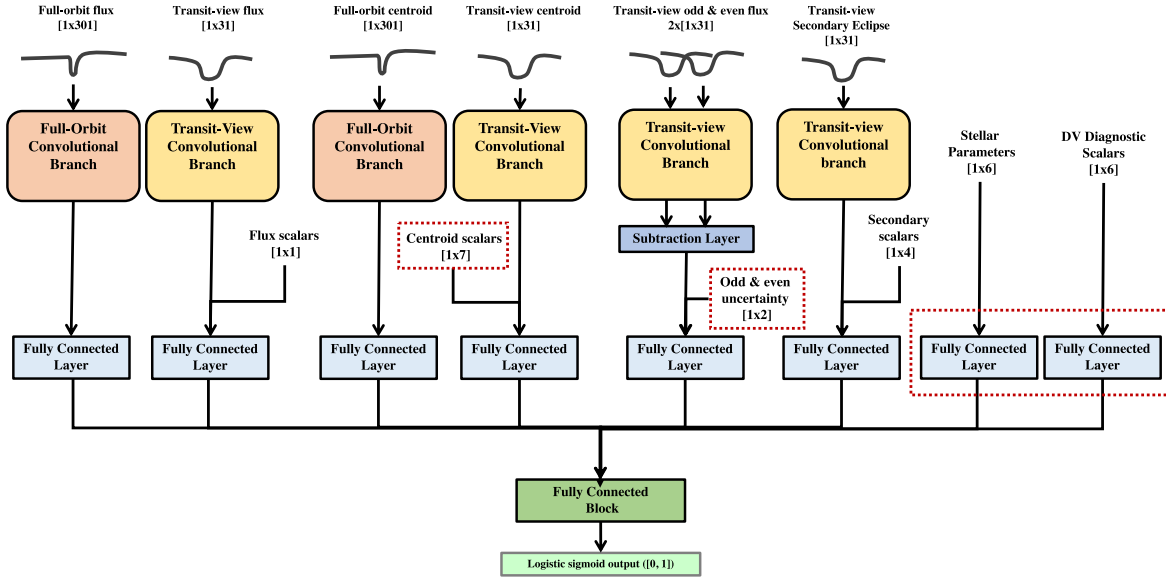 Full-orbit flux
[1x301]
Transit-view flux
[1x31]
Full-orbit centroid
[1x301]
Transit-view centroid
[1x31]
Transit-view odd & even flux
2x[1x31]
Transit-view
Secondary Eclipse
[1x31]
Full-Orbit
Convolutional
Branch
Transit-View
Convolutional
Branch
Full-Orbit
Convolutional
Branch
Transit-View
Convolutional
Branch
Transit-view
Convolutional
Branch
Transit-view
Convolutional
branch
Stellar
Parameters
[1x6]
DV Diagnostic
Scalars
[1x6]
Flux scalars
[1x1]
Centroid scalars
[1x7]
Subtraction Layer
Secondary
scalars
[1x4]
Odd & even
uncertainty
[1x2]
Fully Connected
Layer
Fully Connected
Layer
Fully Connected
Layer
Fully Connected
Layer
Fully Connected
Layer
Fully Connected
Layer
Fully Connected
Layer
Fully Connected
Layer
Fully Connected
Block
Logistic sigmoid output ([0, 1])